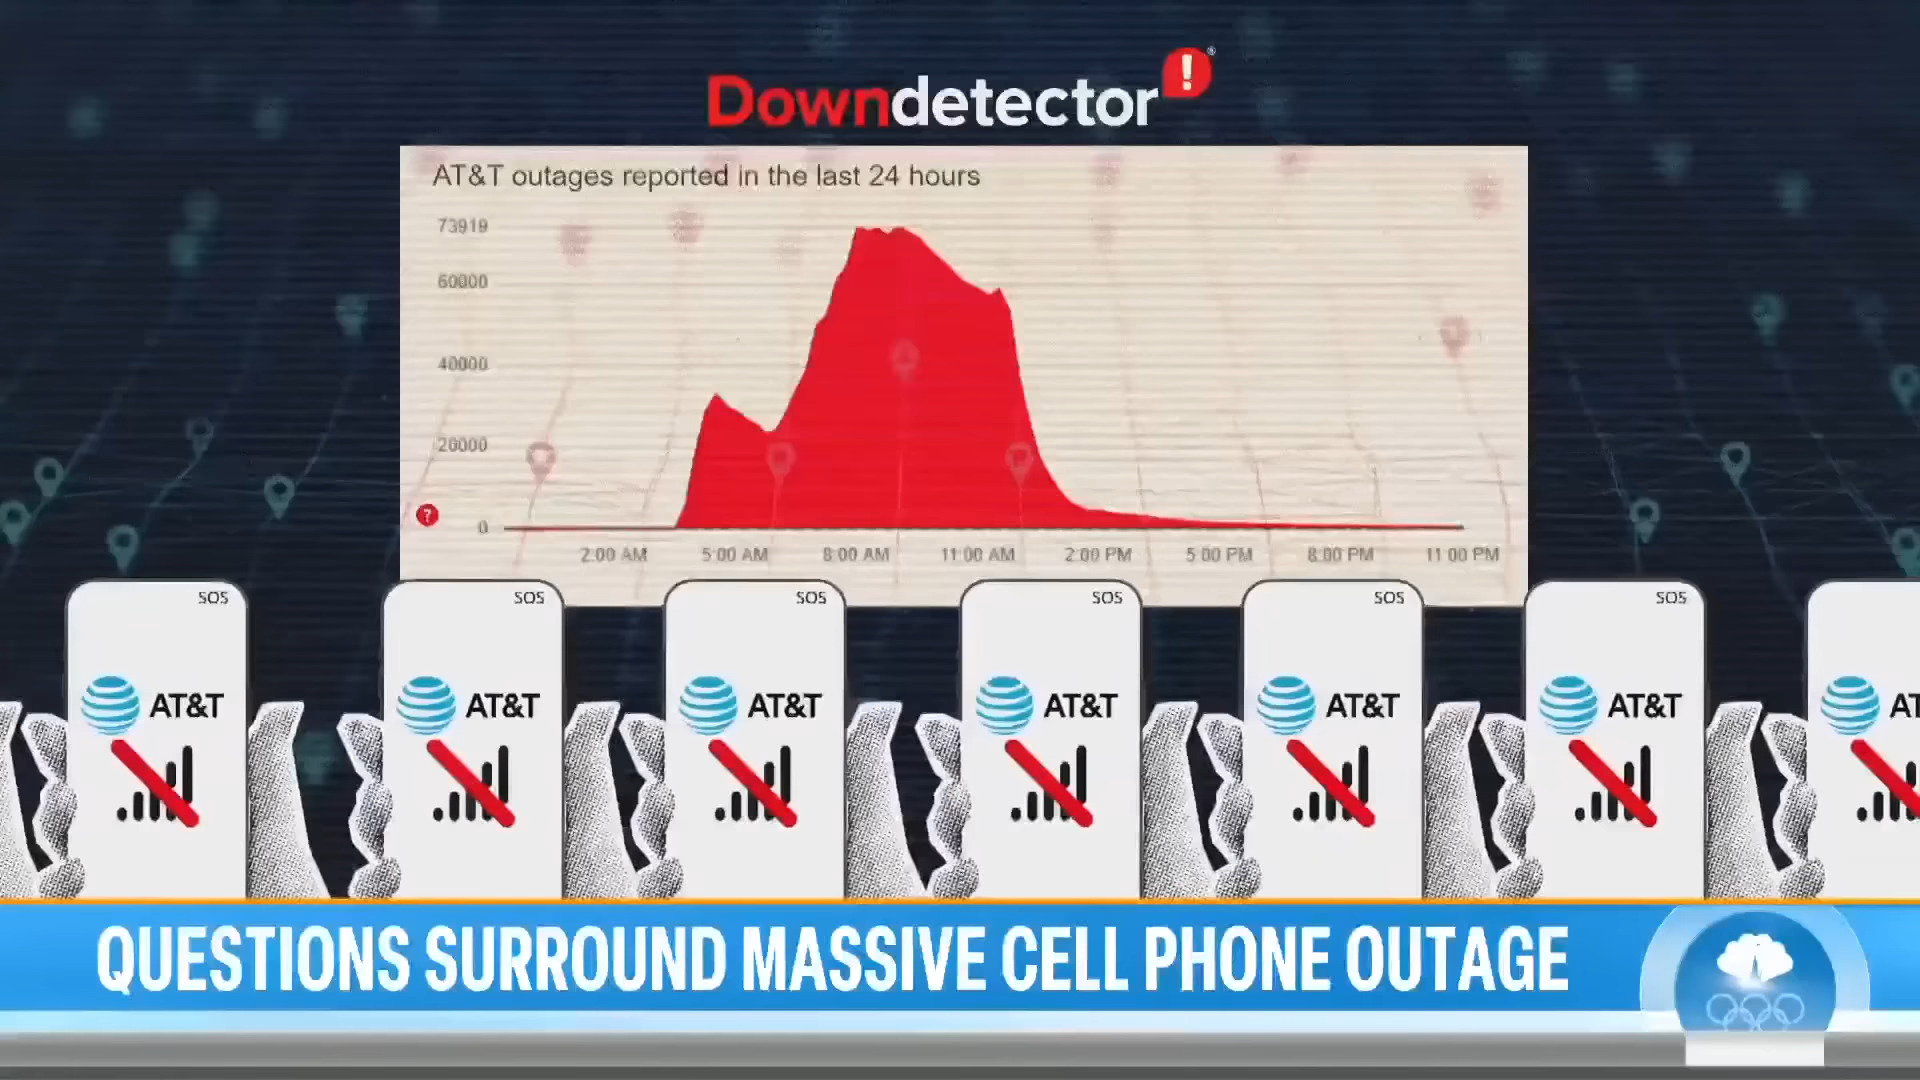 Downdetector!®
AT&T outages reported in the last 24 hours
73919
60000
40000
20000
?
0
2:00 AM 5:00 AM 8:00 AM 11:00 AM 2:00 PM 5:00 PM 8:00 PM 11:00 PM
SOS SOS SOS SOS SOS SOS
AT&T AT&T AT&T AT&T AT&T AT&T AT
QUESTIONS SURROUND MASSIVE CELL PHONE OUTAGE